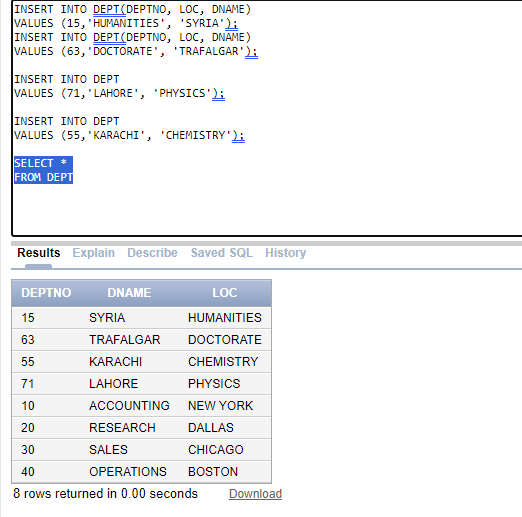 INSERT INTO DEPT(DEPTNO, LOC, DNAME)
VALUES (15,'HUMANITIES', 'SYRIA');
INSERT INTO DEPT(DEPTNO, LOC, DNAME)
VALUES (63,'DOCTORATE', 'TRAFALGAR');
INSERT INTO DEPT
VALUES (71,'LAHORE', 'PHYSICS');
INSERT INTO DEPT
VALUES (55,'KARACHI', 'CHEMISTRY');
SELECT *
FROM DEPT
Results Explain Describe Saved SQL History
DEPTNO DNAME LOC
15 SYRIA HUMANITIES
63 TRAFALGAR DOCTORATE
55 KARACHI CHEMISTRY
71 LAHORE PHYSICS
10 ACCOUNTING NEW YORK
20 RESEARCH DALLAS
30 SALES CHICAGO
40 OPERATIONS BOSTON
8 rows returned in 0.00 seconds Download